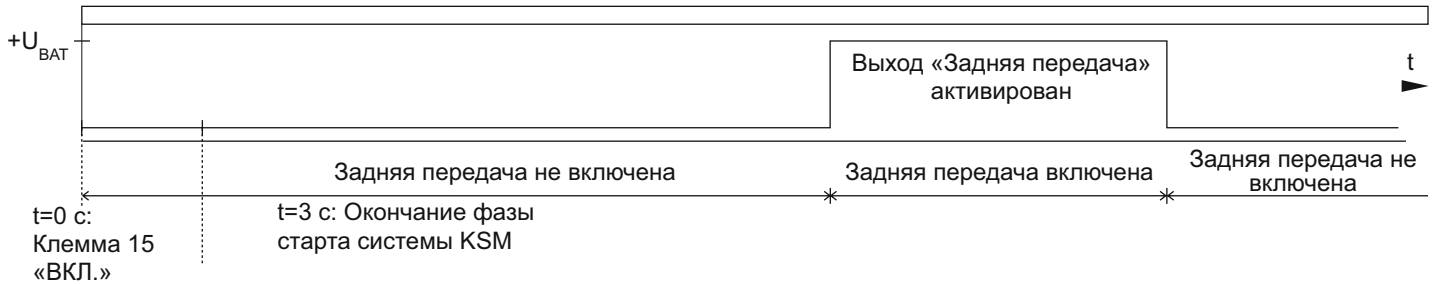 +U_BAT
Выход «Задняя передача»
активирован
t
Задняя передача не включена
Задняя передача включена
Задняя передача не
включена
t=0 с:
Клемма 15
«ВКЛ.»
t=3 с: Окончание фазы
старта системы KSM